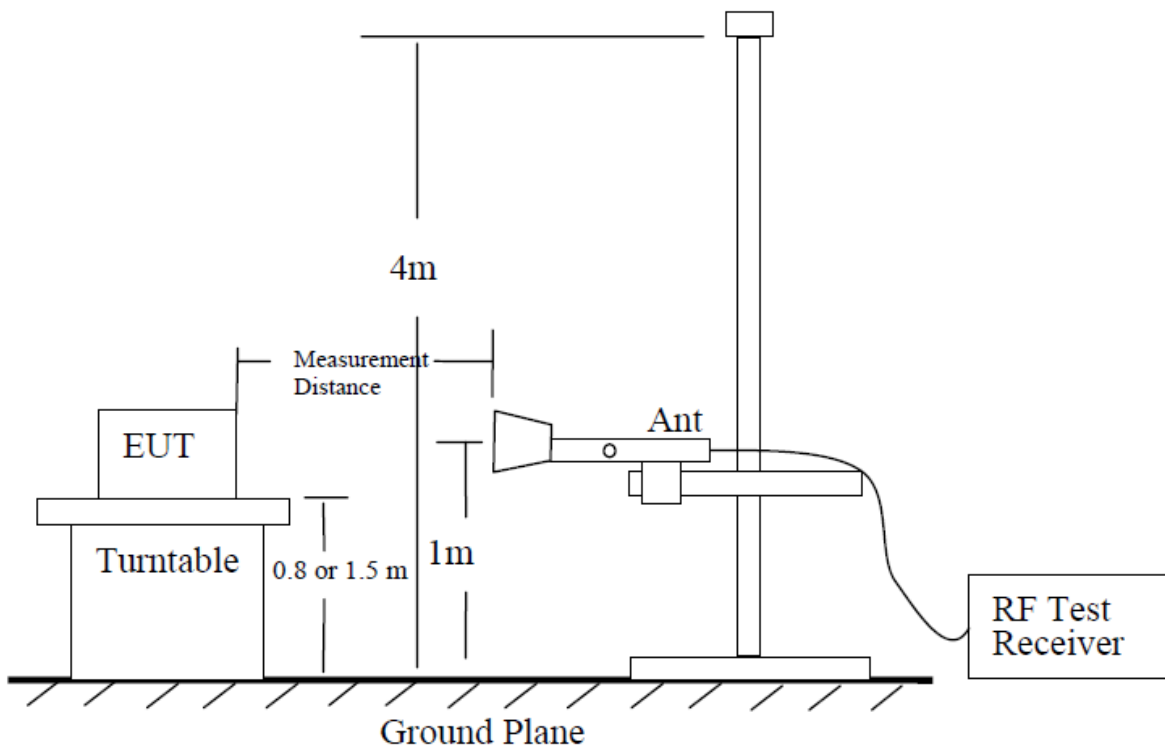 4m
Measurement
Distance
EUT
Ant
Turntable
0.8 or 1.5 m
1m
RF Test
Receiver
Ground Plane